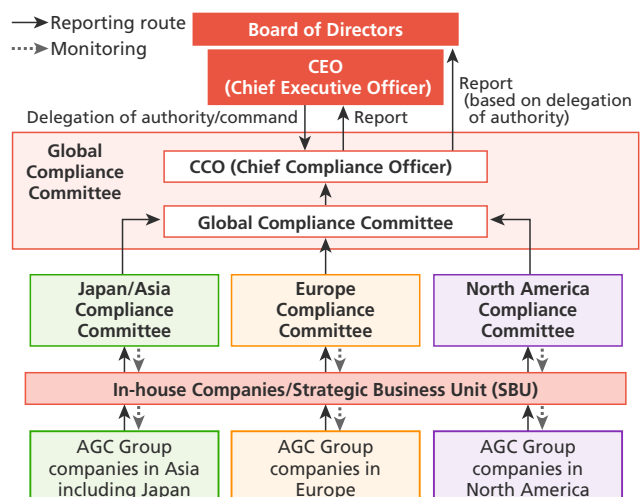 Reporting route
Monitoring
Board of Directors
CEO
(Chief Executive Officer)
Report
(based on delegation
of authority)
Delegation of authority/command
Report
Global
Compliance
Committee
CCO (Chief Compliance Officer)
Global Compliance Committee
Japan/Asia
Compliance
Committee
Europe
Compliance
Committee
North America
Compliance
Committee
In-house Companies/Strategic Business Unit (SBU)
AGC Group
companies in Asia
including Japan
AGC Group
companies in
Europe
AGC Group
companies in
North America